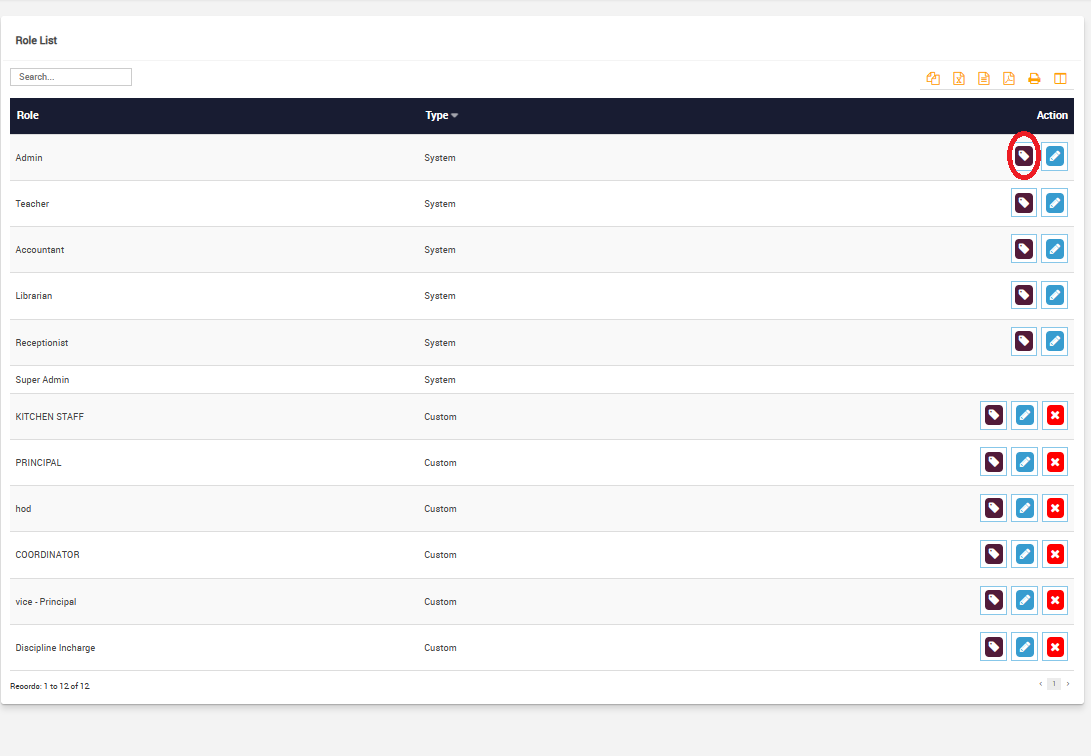 Role List
Search...
Role Type Action
Admin System
Teacher System
Accountant System
Librarian System
Receptionist System
Super Admin System
KITCHEN STAFF Custom
PRINCIPAL Custom
hod Custom
COORDINATOR Custom
vice - Principal Custom
Discipline Incharge Custom
Records: 1 to 12 of 12 ‹ 1 ›